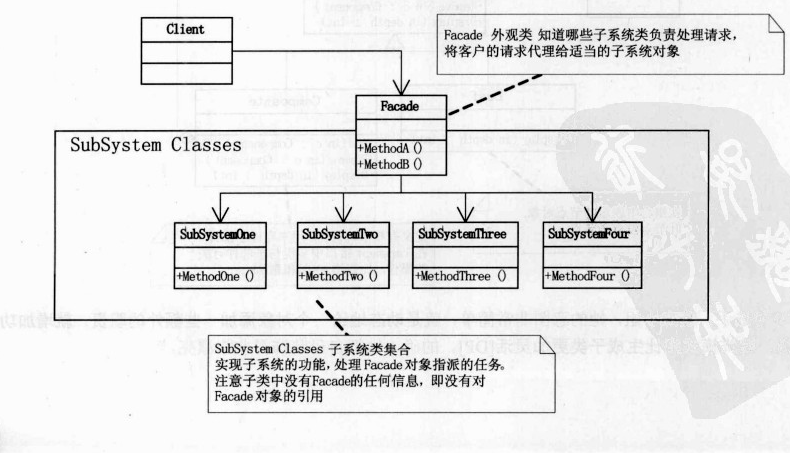 Client
Facade 外观类 知道哪些子系统类负责处理请求，
将客户的请求代理给适当的子系统对象
Facade
+MethodA ()
+MethodB ()
SubSystem Classes
SubSystemOne
+MethodOne ()
SubSystemTwo
+MethodTwo ()
SubSystemThree
+MethodThree ()
SubSystemFour
+MethodFour ()
SubSystem Classes 子系统类集合
实现子系统的功能，处理 Facade 对象指派的任务。
注意子类中没有Facade的任何信息，即没有对
Facade 对象的引用